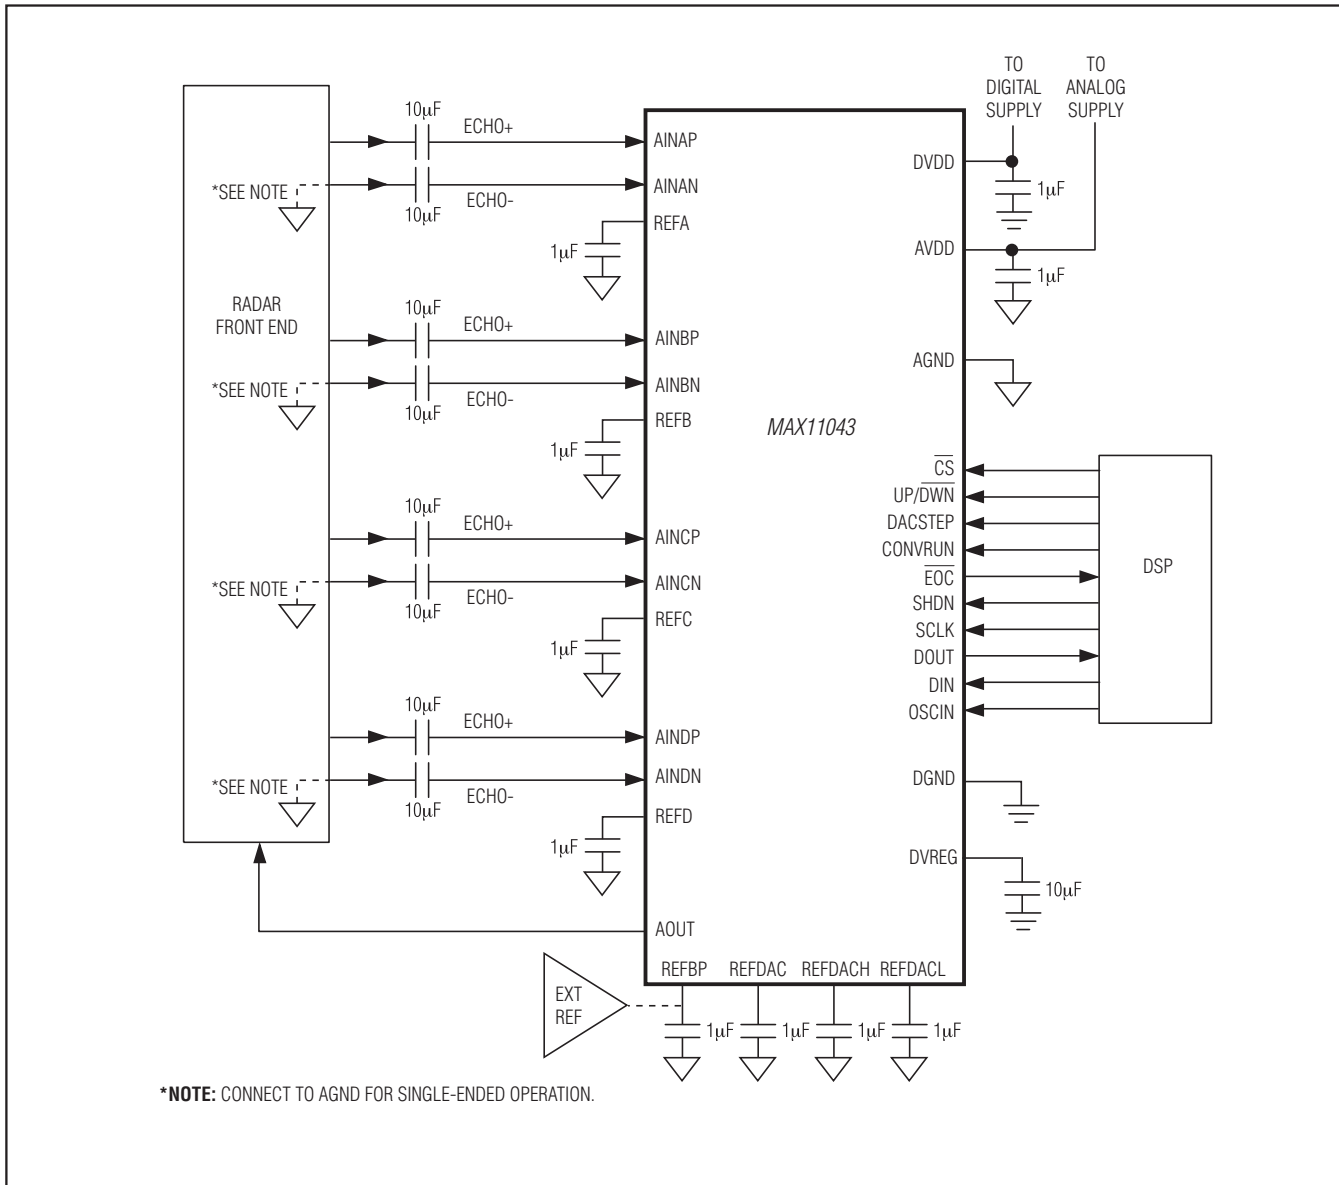 TO
DIGITAL
SUPPLY
TO
ANALOG
SUPPLY
10µF
ECHO+
AINAP
*SEE NOTE
10µF
ECHO-
AINAN
REFA
1µF
RADAR
FRONT END
10µF
ECHO+
AINBP
*SEE NOTE
10µF
ECHO-
AINBN
REFB
1µF
10µF
ECHO+
AINCP
*SEE NOTE
10µF
ECHO-
AINCN
REFC
1µF
10µF
ECHO+
AINDP
*SEE NOTE
10µF
ECHO-
AINDN
REFD
1µF
AOUT
MAX11043
DVDD
1µF
AVDD
1µF
AGND
CS
UP/DWN
DACSTEP
CONVRUN
EOC
SHDN
SCLK
DOUT
DIN
OSCIN
DSP
DGND
DVREG
10µF
REFBP
REFDAC
REFDACH
REFDACL
EXT
REF
1µF
1µF
1µF
1µF
*NOTE: CONNECT TO AGND FOR SINGLE-ENDED OPERATION.